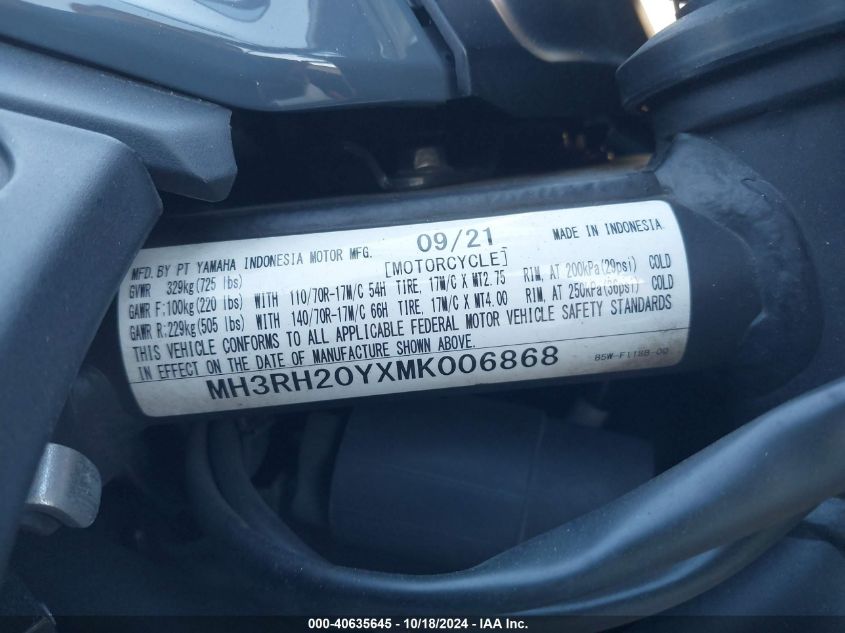 MFD. BY PT YAMAHA INDONESIA MOTOR MFG. 09/21 MADE IN INDONESIA
GVWR 329kg(725 lbs) [MOTORCYCLE]
GAWR F:100kg(220 lbs) WITH 110/70R-17M/C 54H TIRE, 17M/C X MT2.75 RIM, AT 200kPa(29psi) COLD
GAWR R:229kg(505 lbs) WITH 140/70R-17M/C 66H TIRE, 17M/C X MT4.00 RIM, AT 250kPa(36psi) COLD
THIS VEHICLE CONFORMS TO ALL APPLICABLE FEDERAL MOTOR VEHICLE SAFETY STANDARDS
IN EFFECT ON THE DATE OF MANUFACTURE SHOWN ABOVE.
MH3RH20YXMK006868 B5W-F118B-00
000-40635645 / 10/18/2024 - IAA Inc.